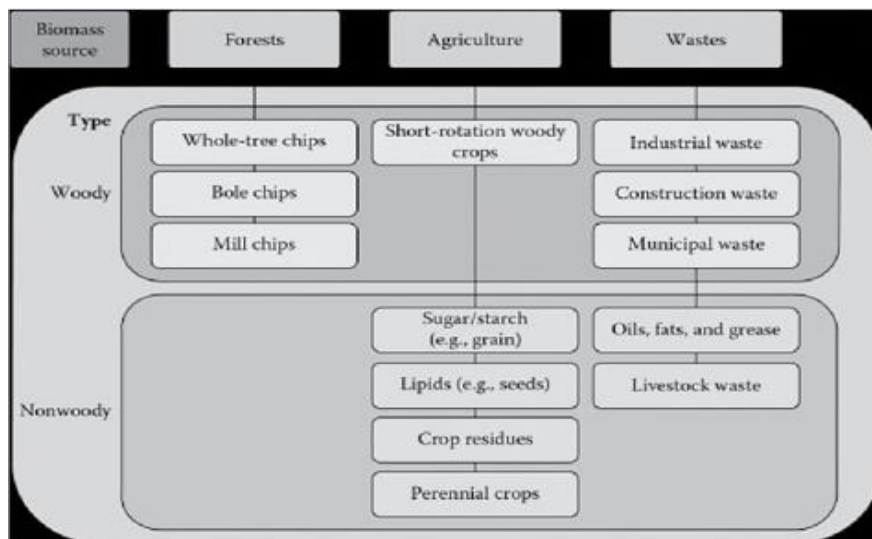 Biomass
source
Forests
Agriculture
Wastes
Type
Woody
Whole-tree chips
Bole chips
Mill chips
Short-rotation woody
crops
Industrial waste
Construction waste
Municipal waste
Nonwoody
Sugar/starch
(e.g., grain)
Lipids (e.g., seeds)
Crop residues
Perennial crops
Oils, fats, and grease
Livestock waste